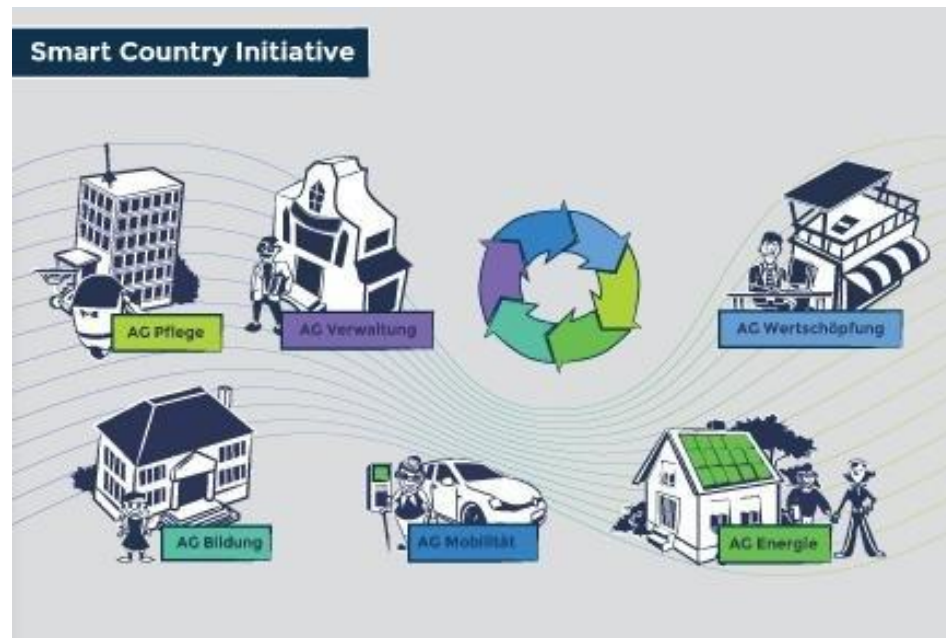 Smart Country Initiative
AG Pflege
AG Verwaltung
AG Wertschöpfung
AG Bildung
AG Mobilität
AG Energie